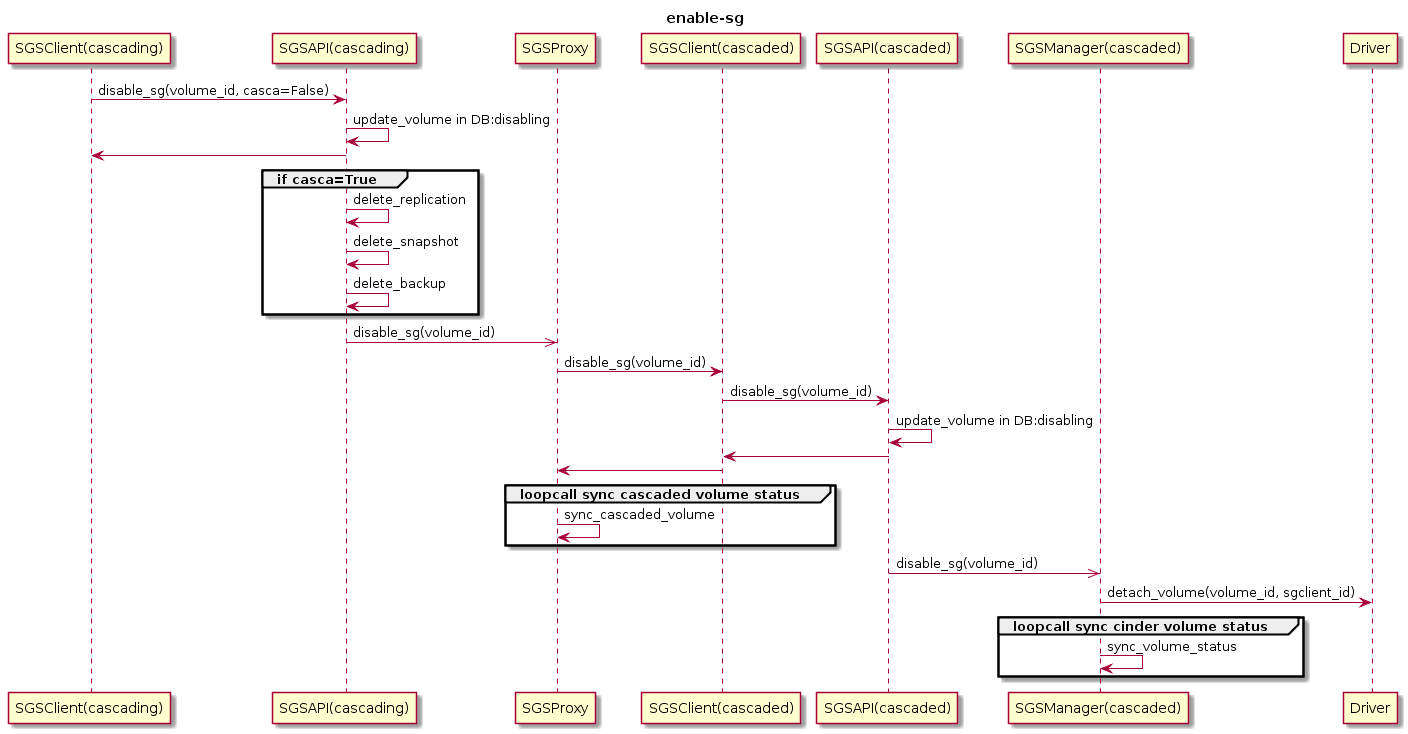 enable-sg
SGSClient(cascading)
SGSAPI(cascading)
SGSProxy
SGSClient(cascaded)
SGSAPI(cascaded)
SGSManager(cascaded)
Driver
disable_sg(volume_id, casca=False)
update_volume in DB:disabling
if casca=True
delete_replication
delete_snapshot
delete_backup
disable_sg(volume_id)
disable_sg(volume_id)
disable_sg(volume_id)
update_volume in DB:disabling
loopcall sync cascaded volume status
sync_cascaded_volume
disable_sg(volume_id)
detach_volume(volume_id, sgclient_id)
loopcall sync cinder volume status
sync_volume_status
SGSClient(cascading)
SGSAPI(cascading)
SGSProxy
SGSClient(cascaded)
SGSAPI(cascaded)
SGSManager(cascaded)
Driver